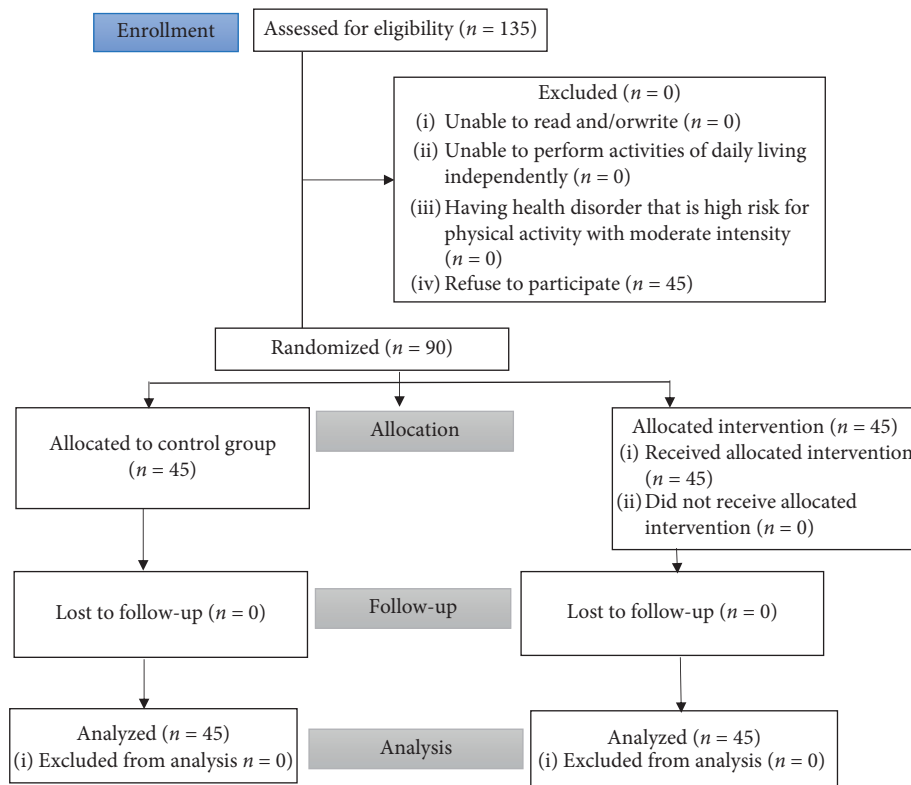 Enrollment
Assessed for eligibility (n = 135)
Excluded (n = 0)
(i) Unable to read and/orwrite (n = 0)
(ii) Unable to perform activities of daily living
independently (n = 0)
(iii) Having health disorder that is high risk for
physical activity with moderate intensity
(n = 0)
(iv) Refuse to participate (n = 45)
Randomized (n = 90)
Allocated to control group
(n = 45)
Allocation
Allocated intervention (n = 45)
(i) Received allocated intervention
(n = 45)
(ii) Did not receive allocated
intervention (n = 0)
Lost to follow-up (n = 0)
Follow-up
Lost to follow-up (n = 0)
Analyzed (n = 45)
(i) Excluded from analysis n = 0)
Analysis
Analyzed (n = 45)
(i) Excluded from analysis (n = 0)